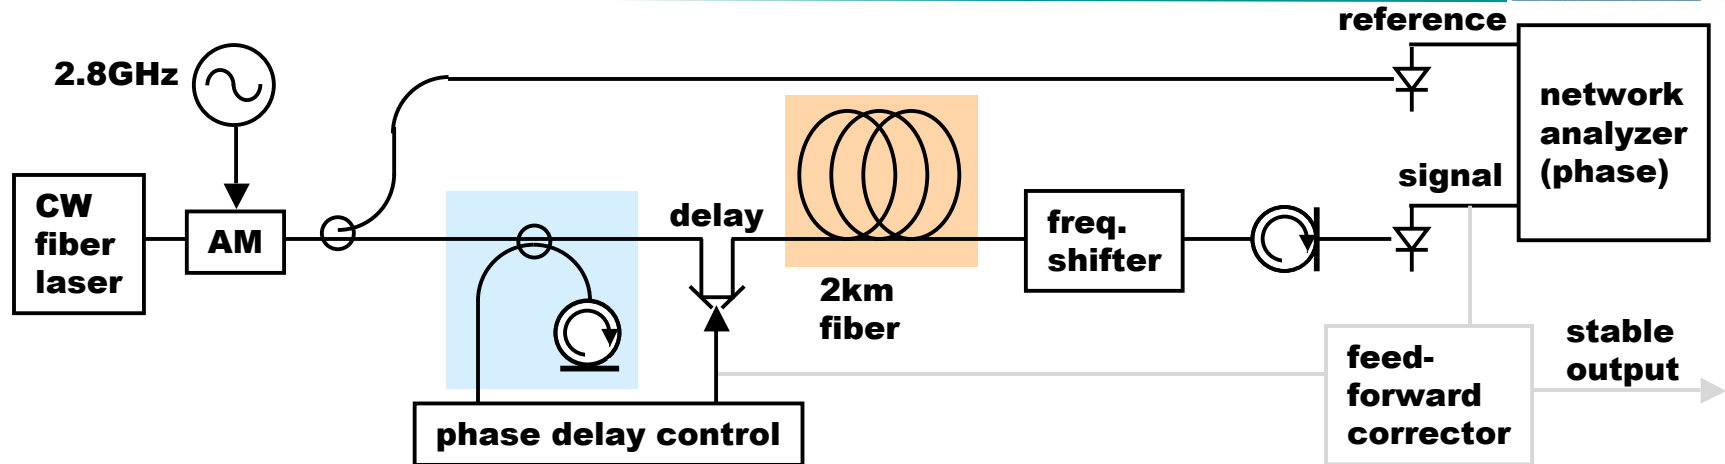 reference
2.8GHz
network
analyzer
(phase)
signal
CW
fiber
laser
AM
delay
freq.
shifter
2km
fiber
stable
output
feed-
forward
corrector
phase delay control